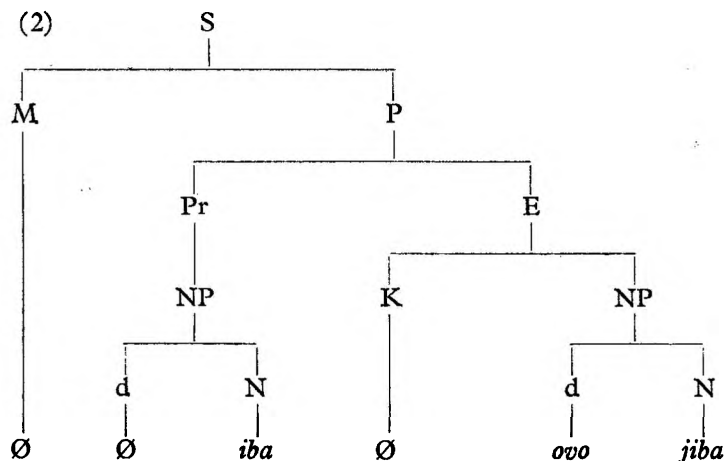 (2) S
M P
Pr E
NP K NP
d N d N
Ø Ø iba Ø ovo jiba